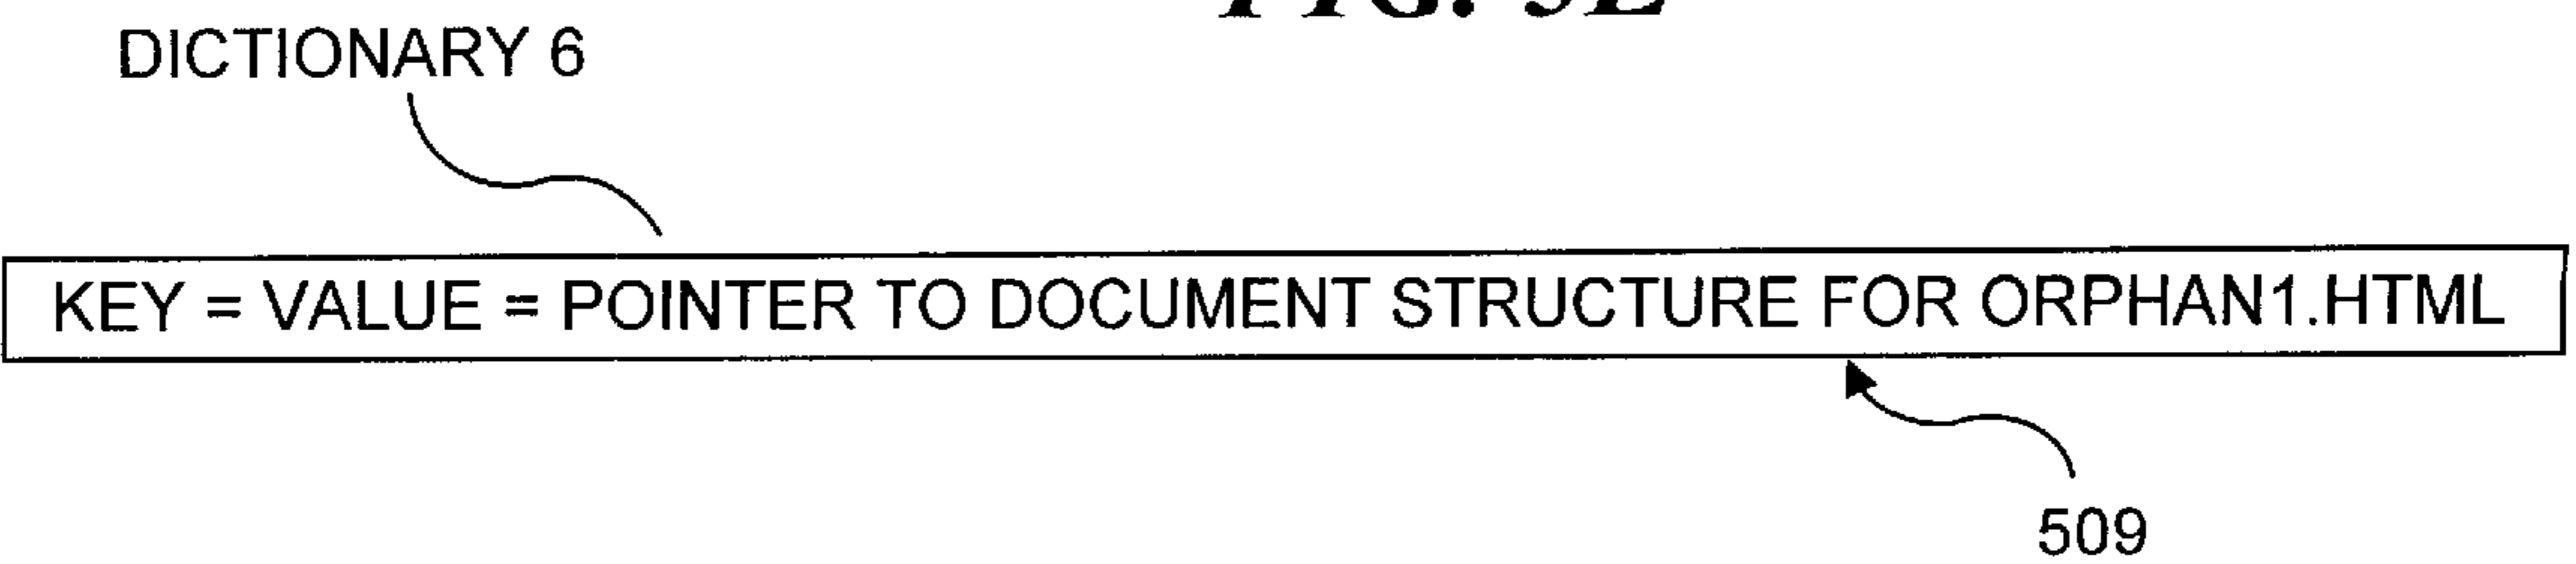 DICTIONARY 6
KEY = VALUE = POINTER TO DOCUMENT STRUCTURE FOR ORPHAN1.HTML
509